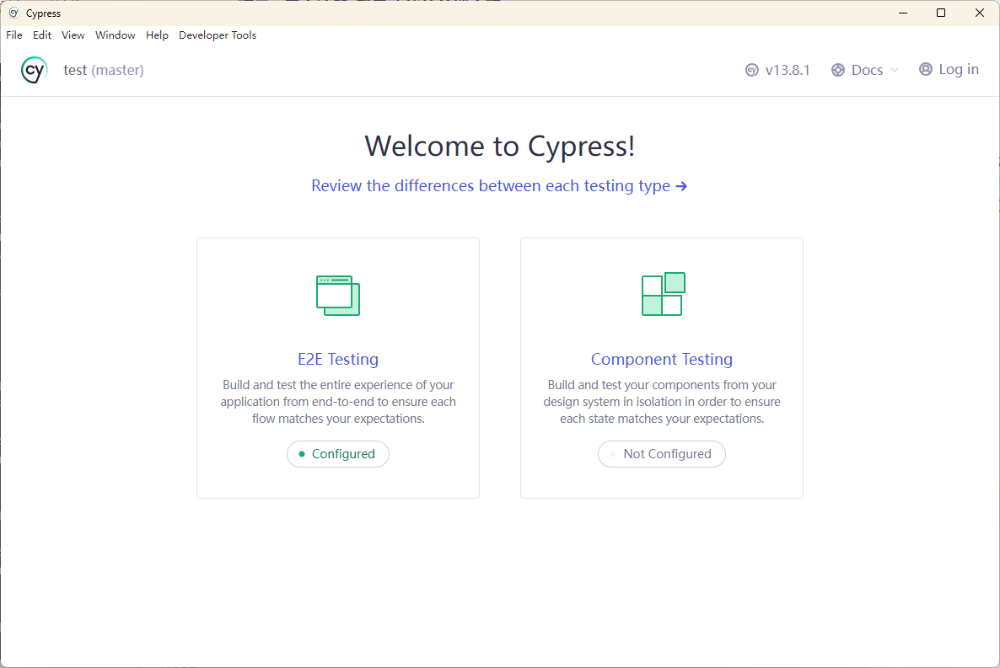 Cypress
File Edit View Window Help Developer Tools
cy test (master) v13.8.1 Docs Log in
Welcome to Cypress!
Review the differences between each testing type →
E2E Testing
Build and test the entire experience of your
application from end-to-end to ensure each
flow matches your expectations.
Configured
Component Testing
Build and test your components from your
design system in isolation in order to ensure
each state matches your expectations.
Not Configured